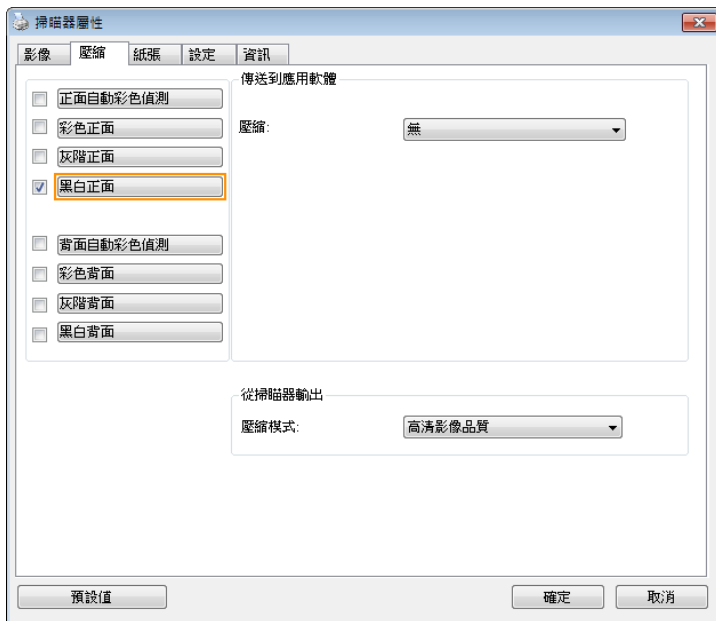 掃瞄器屬性
影像 壓縮 紙張 設定 資訊
正面自動彩色偵測
彩色正面
灰階正面
黑白正面
背面自動彩色偵測
彩色背面
灰階背面
黑白背面
傳送到應用軟體
壓縮: 無
從掃瞄器輸出
壓縮模式: 高清影像品質
預設值 確定 取消